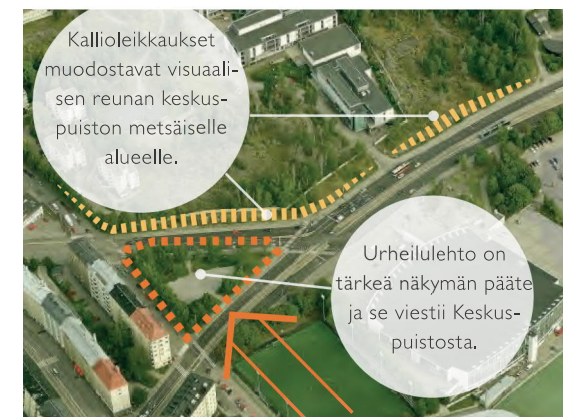 Kallioleikkaukset
muodostavat visuaali-
sen reunan keskus-
puiston metsäiselle
alueelle.
Urheilulehto on
tärkeä näkymän pääte
ja se viestii Keskus-
puistosta.